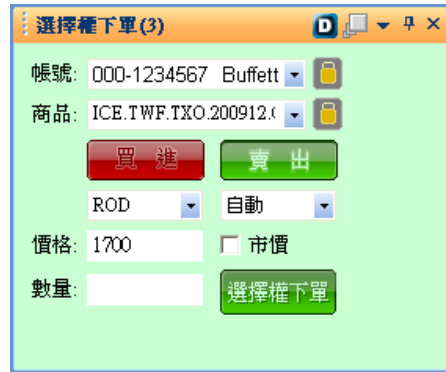 選擇權下單(3) D
帳號: 000-1234567 Buffett
商品: ICE.TWF.TXO.200912.
買 進 賣 出
ROD 自動
價格: 1700 市價
數量: 選擇權下單